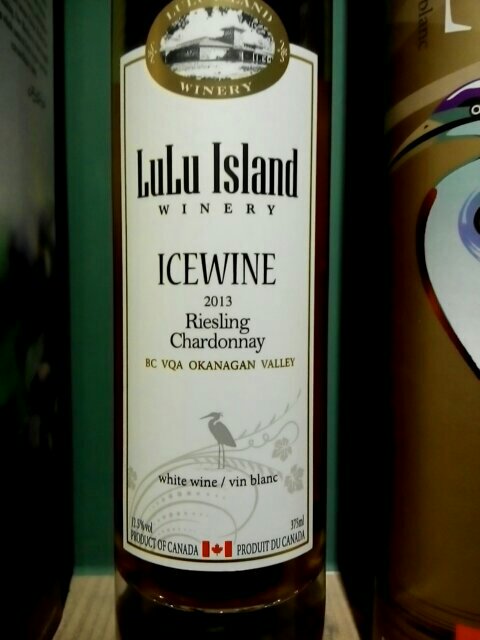 LULU ISLAND
WINERY
LuLu Island
WINERY
ICEWINE
2013
Riesling
Chardonnay
BC VQA OKANAGAN VALLEY
white wine / vin blanc
11.5%vol
375ml
PRODUCT OF CANADA PRODUIT DU CANADA
blanc